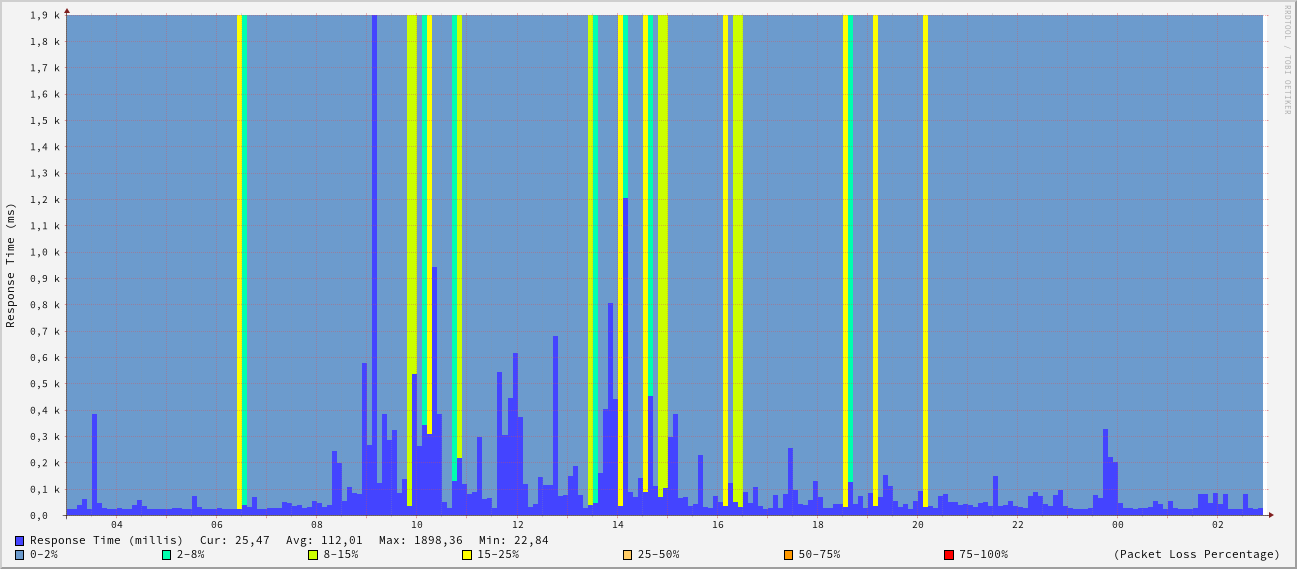 RRDTOOL / TOBI OETIKER
Response Time (ms)
1,9 k
1,8 k
1,7 k
1,6 k
1,5 k
1,4 k
1,3 k
1,2 k
1,1 k
1,0 k
0,9 k
0,8 k
0,7 k
0,6 k
0,5 k
0,4 k
0,3 k
0,2 k
0,1 k
0,0
04 06 08 10 12 14 16 18 20 22 00 02
Response Time (millis) Cur: 25,47 Avg: 112,01 Max: 1898,36 Min: 22,84
0-2% 2-8% 8-15% 15-25% 25-50% 50-75% 75-100% (Packet Loss Percentage)